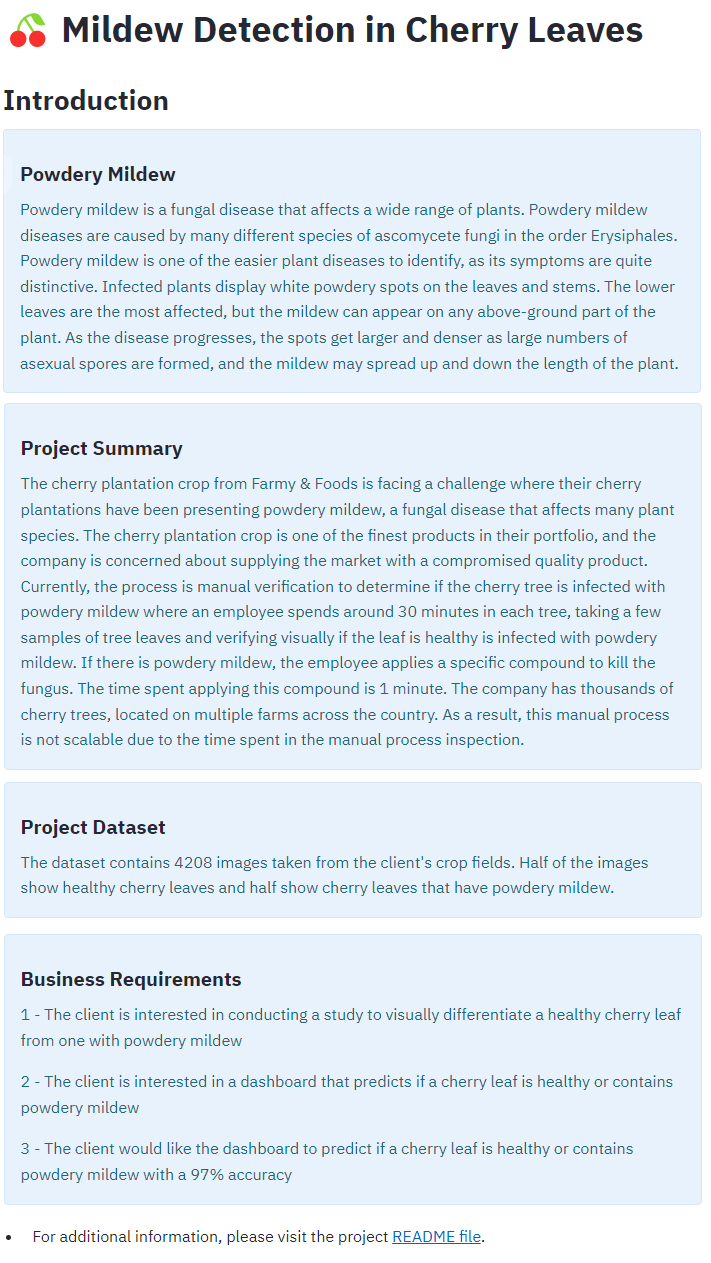 Mildew Detection in Cherry Leaves
Introduction
Powdery Mildew
Powdery mildew is a fungal disease that affects a wide range of plants. Powdery mildew
diseases are caused by many different species of ascomycete fungi in the order Erysiphales.
Powdery mildew is one of the easier plant diseases to identify, as its symptoms are quite
distinctive. Infected plants display white powdery spots on the leaves and stems. The lower
leaves are the most affected, but the mildew can appear on any above-ground part of the
plant. As the disease progresses, the spots get larger and denser as large numbers of
asexual spores are formed, and the mildew may spread up and down the length of the plant.
Project Summary
The cherry plantation crop from Farmy & Foods is facing a challenge where their cherry
plantations have been presenting powdery mildew, a fungal disease that affects many plant
species. The cherry plantation crop is one of the finest products in their portfolio, and the
company is concerned about supplying the market with a compromised quality product.
Currently, the process is manual verification to determine if the cherry tree is infected with
powdery mildew where an employee spends around 30 minutes in each tree, taking a few
samples of tree leaves and verifying visually if the leaf is healthy is infected with powdery
mildew. If there is powdery mildew, the employee applies a specific compound to kill the
fungus. The time spent applying this compound is 1 minute. The company has thousands of
cherry trees, located on multiple farms across the country. As a result, this manual process
is not scalable due to the time spent in the manual process inspection.
Project Dataset
The dataset contains 4208 images taken from the client's crop fields. Half of the images
show healthy cherry leaves and half show cherry leaves that have powdery mildew.
Business Requirements
1 - The client is interested in conducting a study to visually differentiate a healthy cherry leaf
from one with powdery mildew
2 - The client is interested in a dashboard that predicts if a cherry leaf is healthy or contains
powdery mildew
3 - The client would like the dashboard to predict if a cherry leaf is healthy or contains
powdery mildew with a 97% accuracy
• For additional information, please visit the project README file.